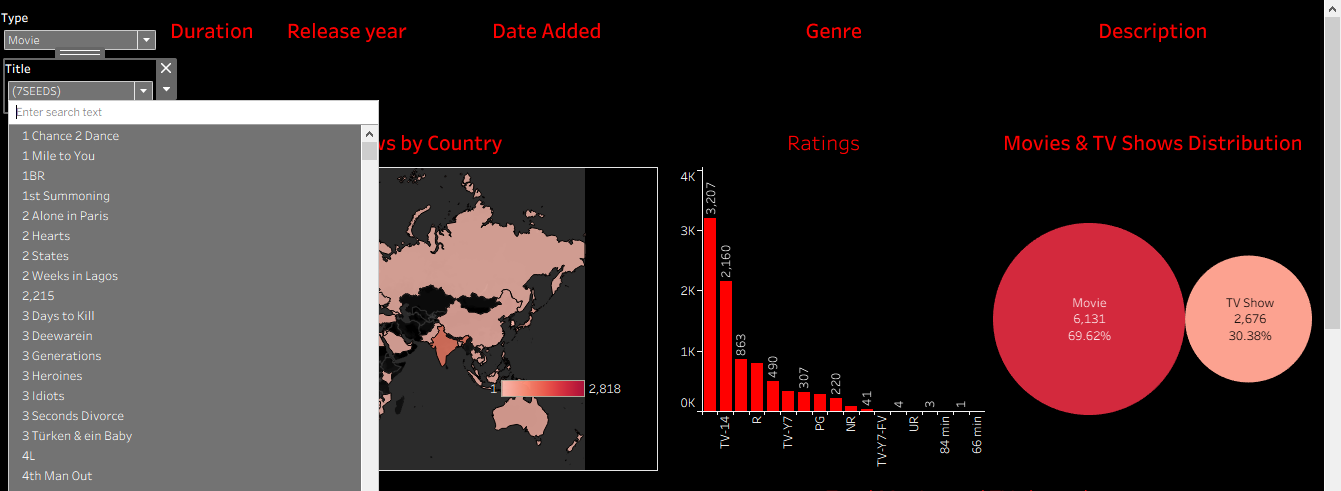 Type
Movie
Duration
Release year
Date Added
Genre
Description
Title
(7SEEDS)
Enter search text
1 Chance 2 Dance
1 Mile to You
1BR
1st Summoning
2 Alone in Paris
2 Hearts
2 States
2 Weeks in Lagos
2,215
3 Days to Kill
3 Deewarein
3 Generations
3 Heroines
3 Idiots
3 Seconds Divorce
3 Türken & ein Baby
4L
4th Man Out
by Country
1
2,818
Ratings
4K
3K
2K
1K
0K
3,207
2,160
863
490
307
220
41
4
3
1
TV-14
R
TV-Y7
PG
NR
TV-Y7-FV
UR
84 min
66 min
Movies & TV Shows Distribution
Movie
6,131
69.62%
TV Show
2,676
30.38%